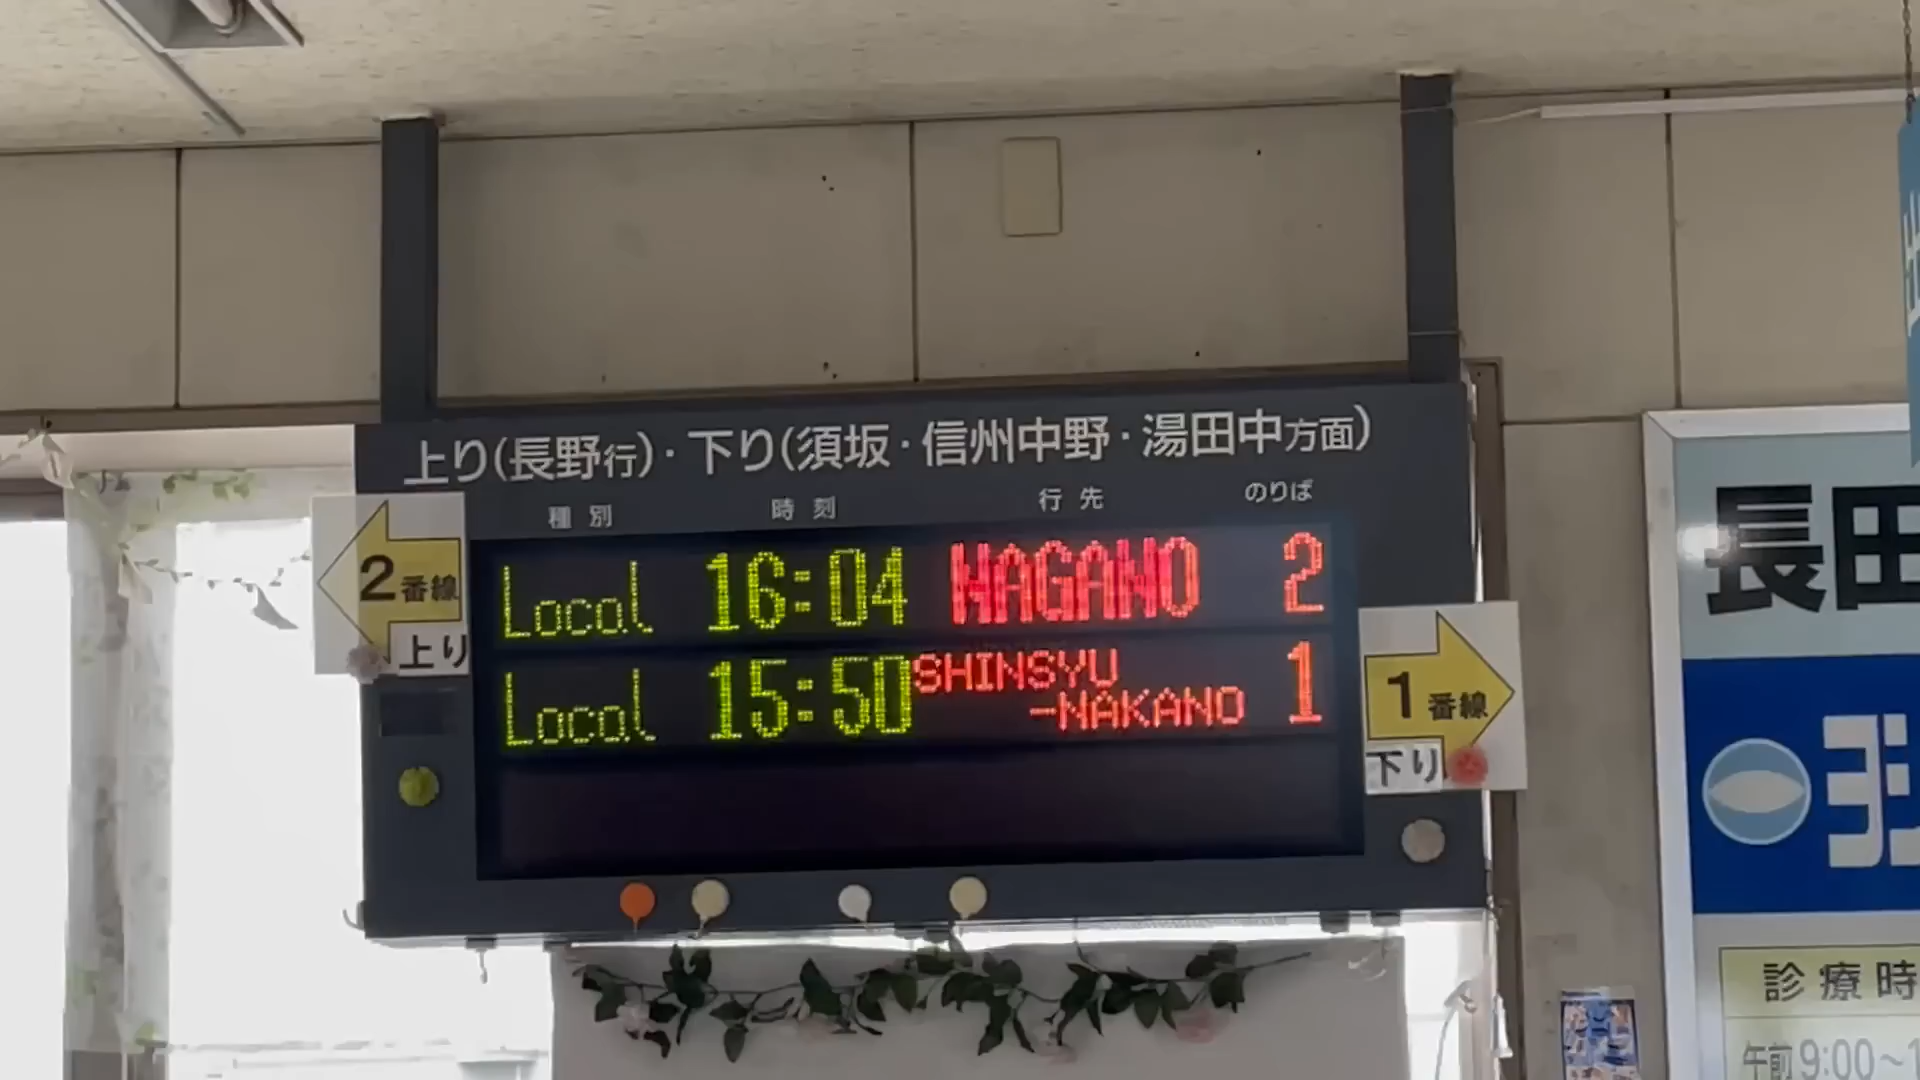 上り(長野行)・下り(須坂・信州中野・湯田中方面)
種別 時刻 行先 のりば
Local 16:04 NAGANO 2
Local 15:50 SHINSYU
-NAKANO 1
2番線
上り
1番線
下り
長田
診療時
午前9:00~1